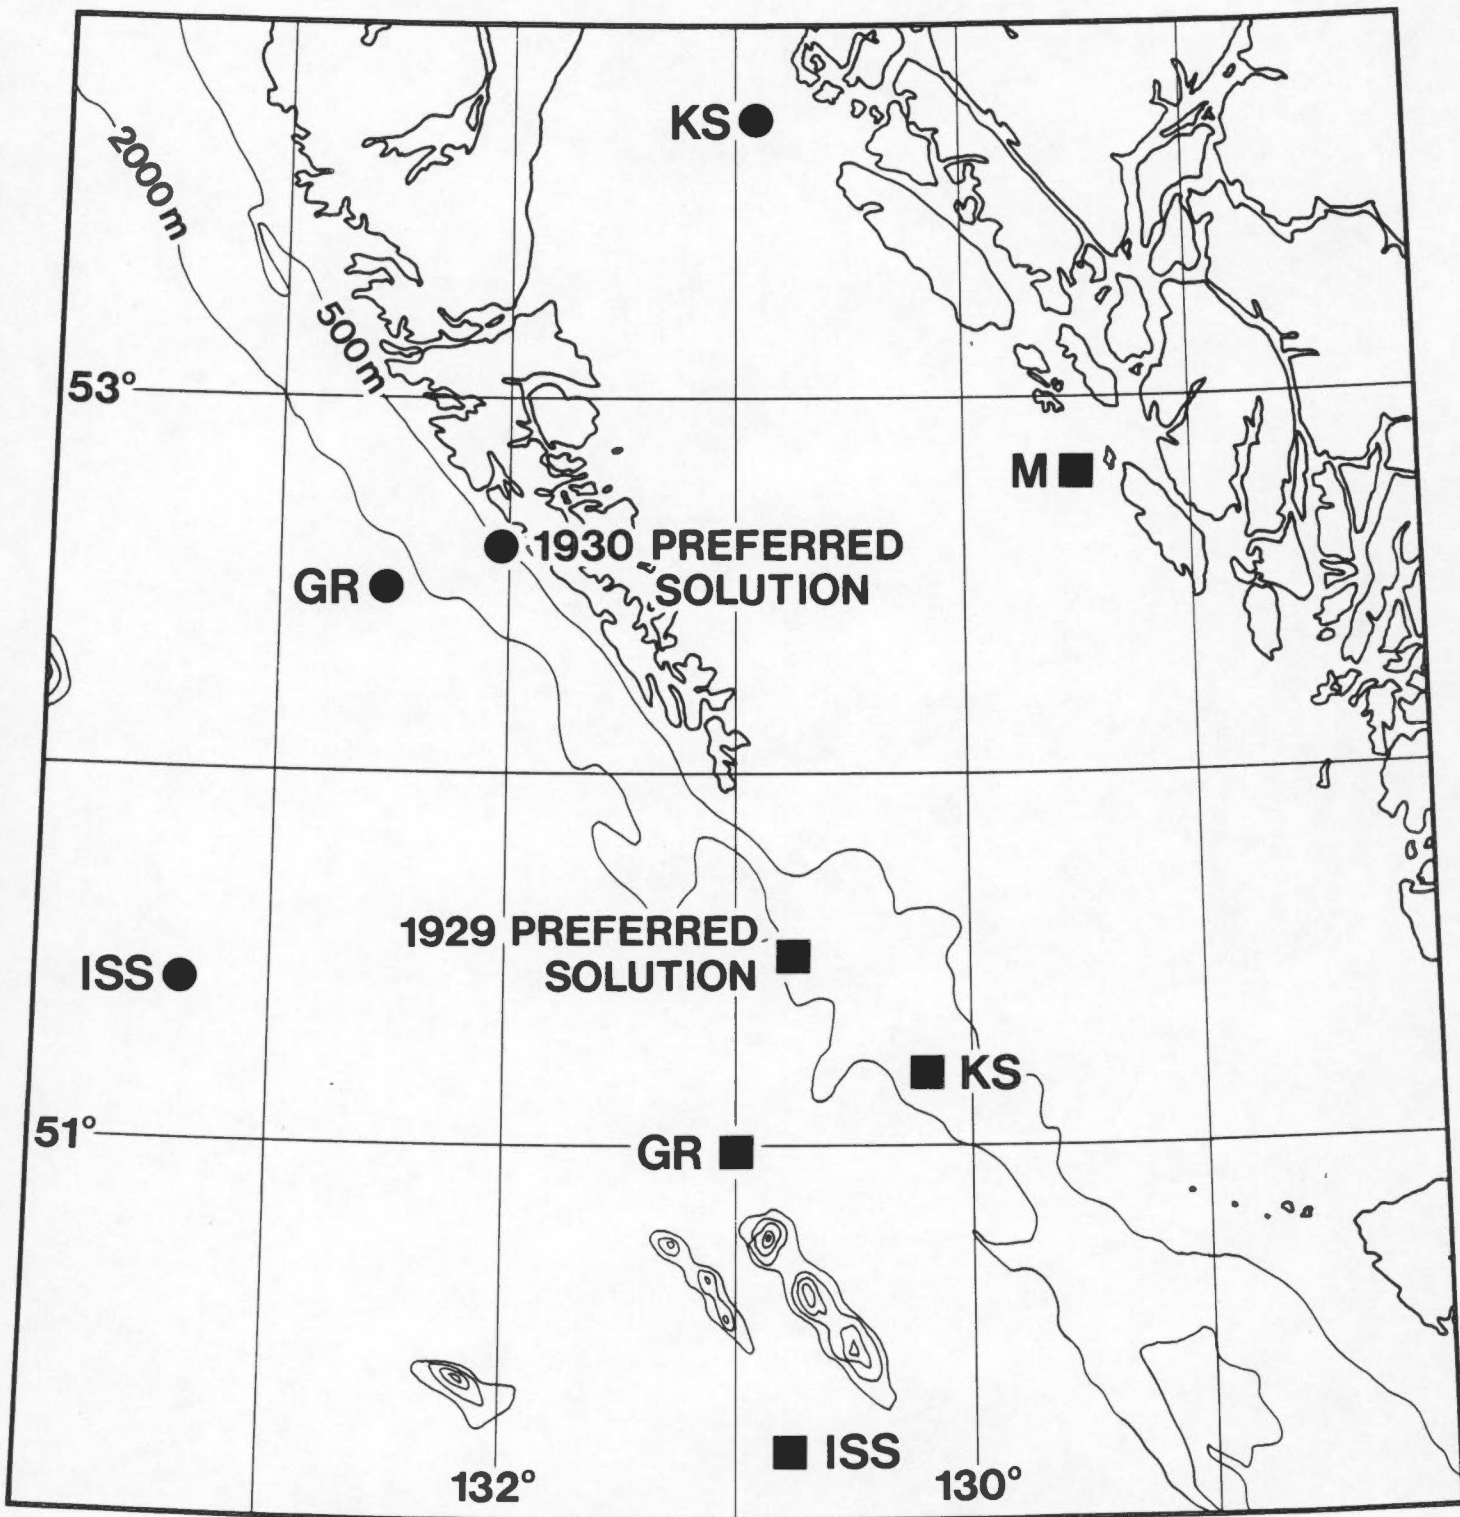 KS
2000m
500m
53°
M
1930 PREFERRED
SOLUTION
GR
1929 PREFERRED
SOLUTION
ISS
KS
51°
GR
ISS
132°
130°